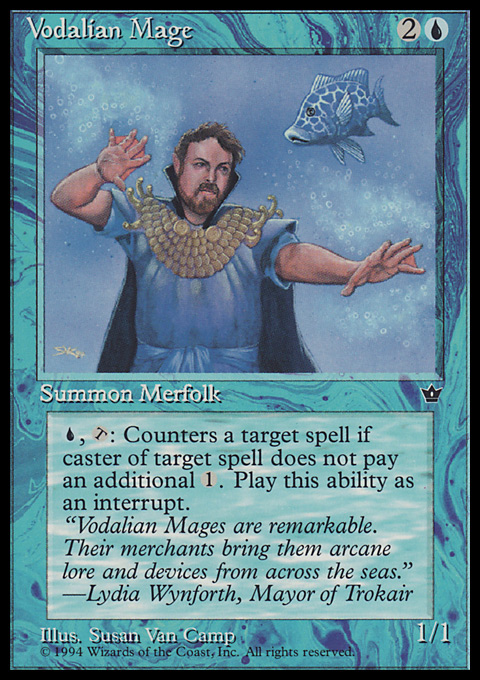 Vodalian Mage 2
Summon Merfolk
, T: Counters a target spell if
caster of target spell does not pay
an additional 1. Play this ability as
an interrupt.
“Vodalian Mages are remarkable.
Their merchants bring them arcane
lore and devices from across the seas.”
—Lydia Wynforth, Mayor of Trokair
Illus. Susan Van Camp 1/1
© 1994 Wizards of the Coast, Inc. All rights reserved.